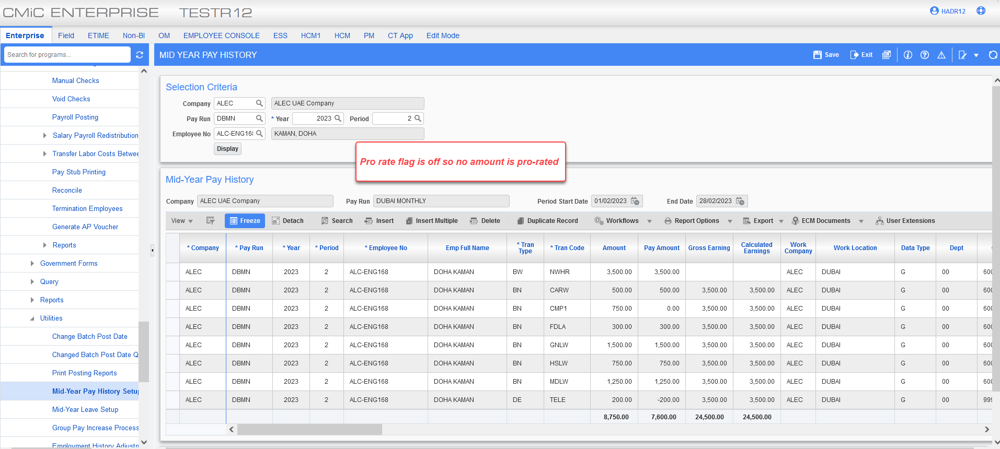 CMiC ENTERPRISE TESTR12 HADR12
Enterprise Field ETIME Non-BI OM EMPLOYEE CONSOLE ESS HCM1 HCM PM CT App Edit Mode
Search for programs...
MID YEAR PAY HISTORY Save Exit
Manual Checks
Void Checks
Payroll Posting
Salary Payroll Redistribution
Transfer Labor Costs Betwee
Pay Stub Printing
Reconcile
Termination Employees
Generate AP Voucher
Reports
Government Forms
Query
Reports
Utilities
Change Batch Post Date
Changed Batch Post Date Q
Print Posting Reports
Mid-Year Pay History Setup
Mid-Year Leave Setup
Group Pay Increase Process
Employment History Adjustm
Selection Criteria
Company ALEC ALEC UAE Company
Pay Run DBMN * Year 2023 Period 2
Employee No ALC-ENG168 KAMAN, DOHA
Display
Pro rate flag is off so no amount is pro-rated
Mid-Year Pay History
Company ALEC UAE Company Pay Run DUBAI MONTHLY Period Start Date 01/02/2023 End Date 28/02/2023
View Freeze Detach Search Insert Insert Multiple Delete Duplicate Record Workflows Report Options Export ECM Documents User Extensions
* Company * Pay Run * Year * Period * Employee No Emp Full Name * Tran Type * Tran Code Amount Pay Amount Gross Earning Calculated Earnings Work Company Work Location Data Type Dept
ALEC DBMN 2023 2 ALC-ENG168 DOHA KAMAN BW NWHR 3,500.00 3,500.00 ALEC DUBAI G 00 600
ALEC DBMN 2023 2 ALC-ENG168 DOHA KAMAN BN CARW 500.00 500.00 3,500.00 3,500.00 ALEC DUBAI G 00 600
ALEC DBMN 2023 2 ALC-ENG168 DOHA KAMAN BN CMP1 750.00 0.00 3,500.00 3,500.00 ALEC DUBAI G 00 600
ALEC DBMN 2023 2 ALC-ENG168 DOHA KAMAN BN FDLA 300.00 300.00 3,500.00 3,500.00 ALEC DUBAI G 00 600
ALEC DBMN 2023 2 ALC-ENG168 DOHA KAMAN BN GNLW 1,500.00 1,500.00 3,500.00 3,500.00 ALEC DUBAI G 00 600
ALEC DBMN 2023 2 ALC-ENG168 DOHA KAMAN BN HSLW 750.00 750.00 3,500.00 3,500.00 ALEC DUBAI G 00 600
ALEC DBMN 2023 2 ALC-ENG168 DOHA KAMAN BN MDLW 1,250.00 1,250.00 3,500.00 3,500.00 ALEC DUBAI G 00 600
ALEC DBMN 2023 2 ALC-ENG168 DOHA KAMAN DE TELE 200.00 -200.00 3,500.00 3,500.00 ALEC DUBAI G 00 999
8,750.00 7,600.00 24,500.00 24,500.00